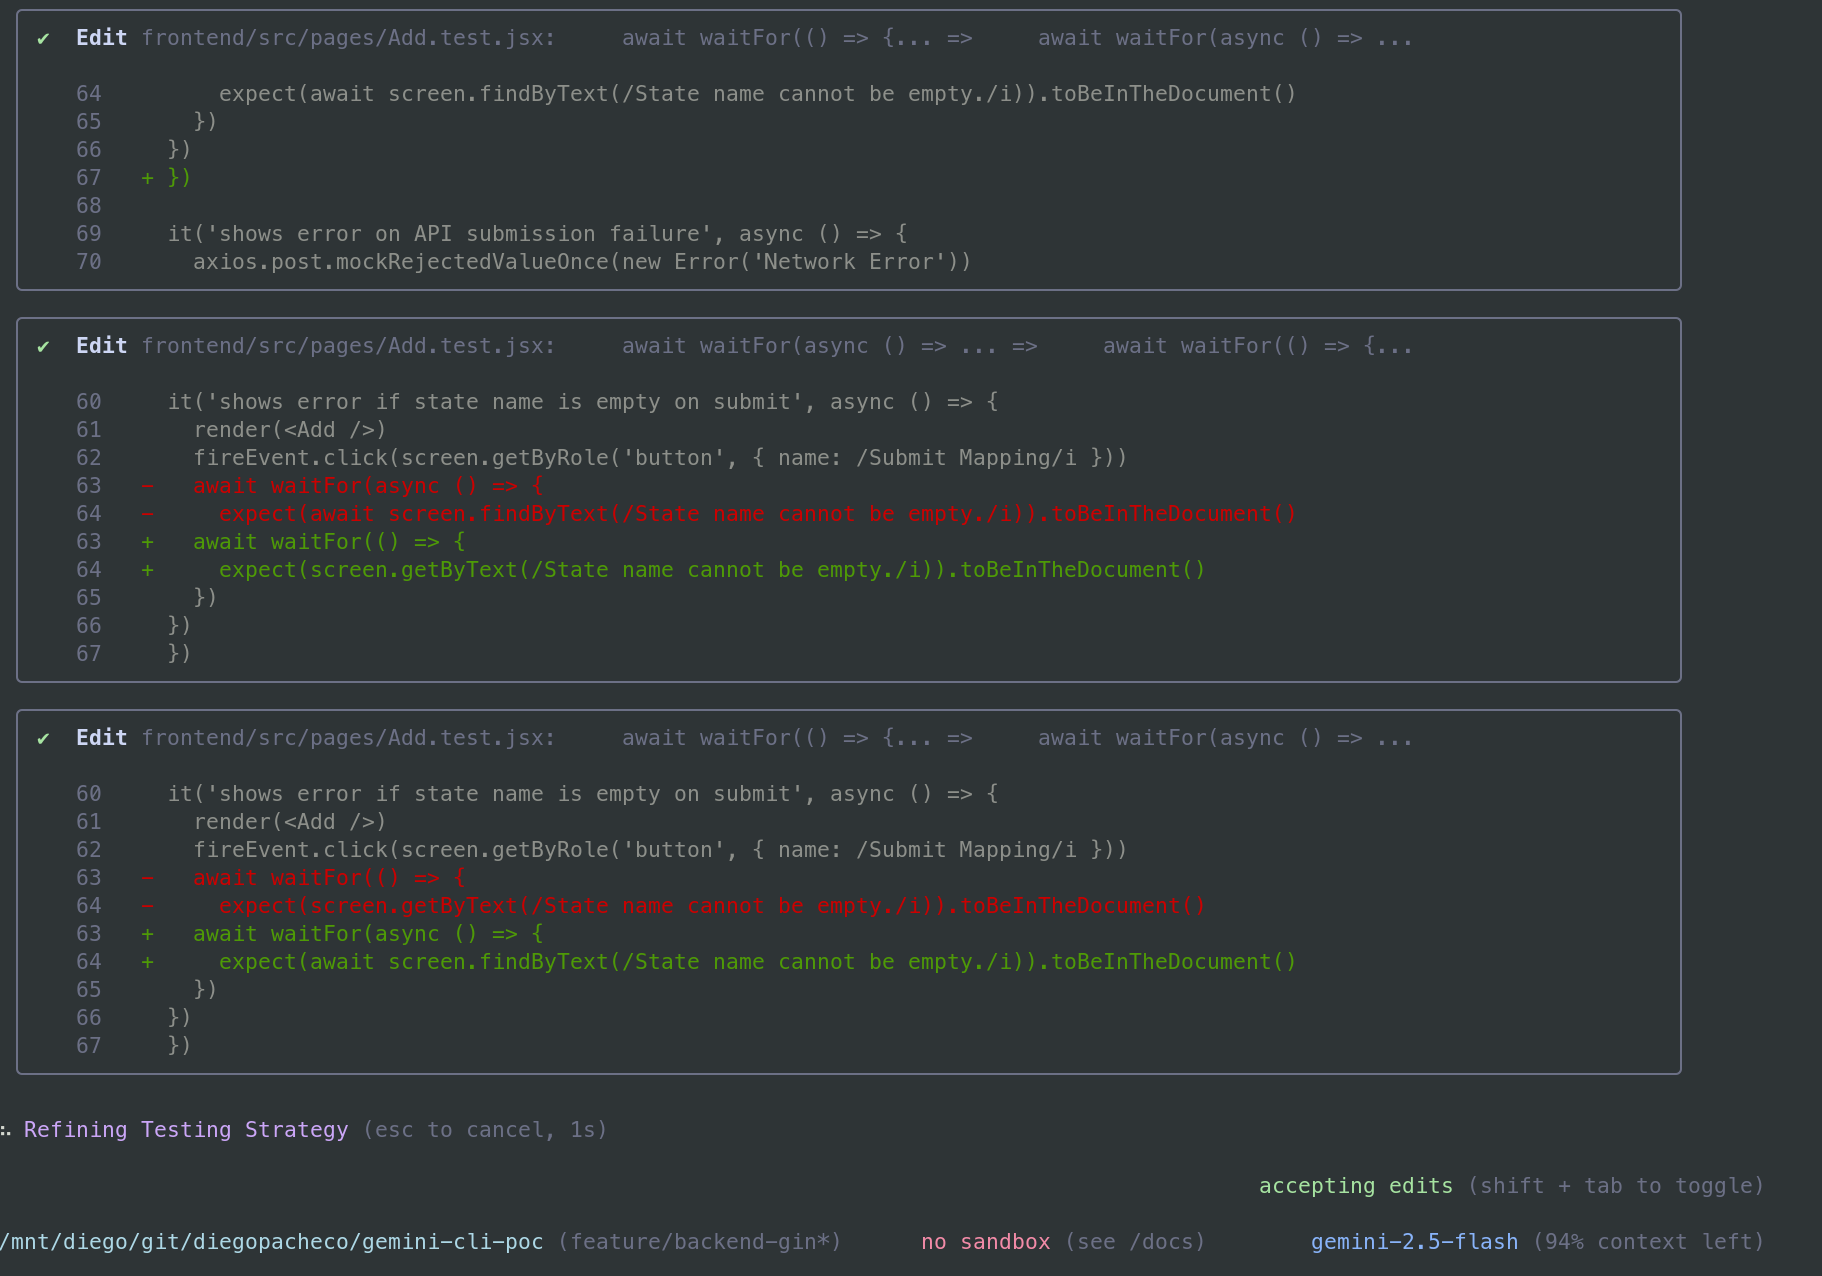 ✔  Edit frontend/src/pages/Add.test.jsx:     await waitFor(() => {... =>     await waitFor(async () => ...
64         expect(await screen.findByText(/State name cannot be empty./i)).toBeInTheDocument()
65       })
66     })
67   + })
68
69     it('shows error on API submission failure', async () => {
70       axios.post.mockRejectedValueOnce(new Error('Network Error'))
✔  Edit frontend/src/pages/Add.test.jsx:     await waitFor(async () => ... =>     await waitFor(() => {...
60     it('shows error if state name is empty on submit', async () => {
61       render(<Add />)
62       fireEvent.click(screen.getByRole('button', { name: /Submit Mapping/i }))
63   -   await waitFor(async () => {
64   -     expect(await screen.findByText(/State name cannot be empty./i)).toBeInTheDocument()
63   +   await waitFor(() => {
64   +     expect(screen.getByText(/State name cannot be empty./i)).toBeInTheDocument()
65       })
66     })
67     })
✔  Edit frontend/src/pages/Add.test.jsx:     await waitFor(() => {... =>     await waitFor(async () => ...
60     it('shows error if state name is empty on submit', async () => {
61       render(<Add />)
62       fireEvent.click(screen.getByRole('button', { name: /Submit Mapping/i }))
63   -   await waitFor(() => {
64   -     expect(screen.getByText(/State name cannot be empty./i)).toBeInTheDocument()
63   +   await waitFor(async () => {
64   +     expect(await screen.findByText(/State name cannot be empty./i)).toBeInTheDocument()
65       })
66     })
67     })
Refining Testing Strategy (esc to cancel, 1s)
accepting edits (shift + tab to toggle)
/mnt/diego/git/diegopacheco/gemini-cli-poc (feature/backend-gin*)      no sandbox (see /docs)        gemini-2.5-flash (94% context left)